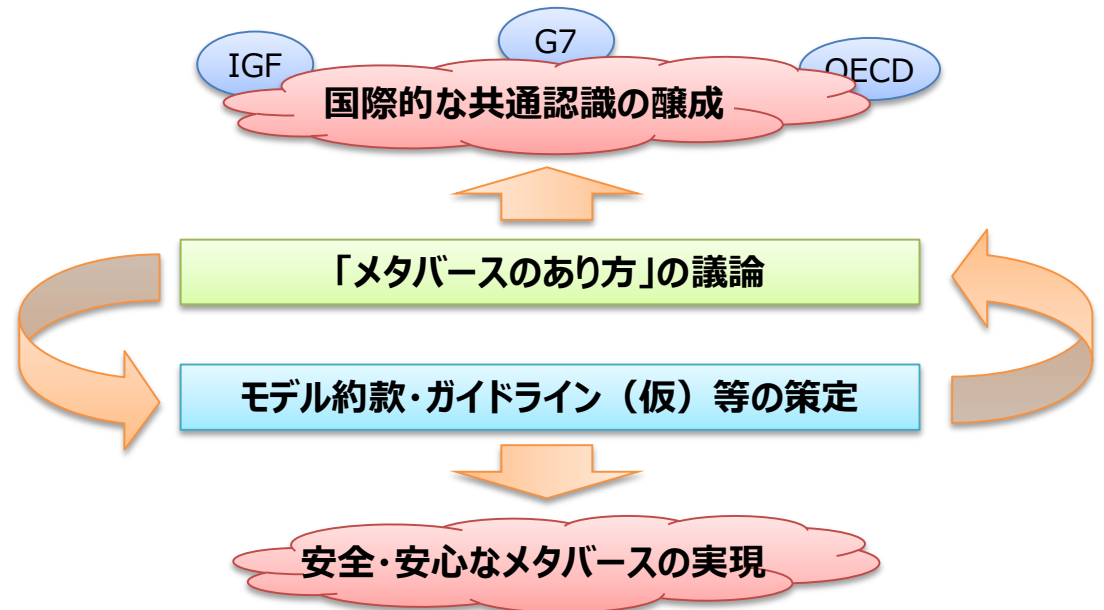 IGF
G7
OECD
国際的な共通認識の醸成
「メタバースのあり方」の議論
モデル約款・ガイドライン（仮）等の策定
安全・安心なメタバースの実現